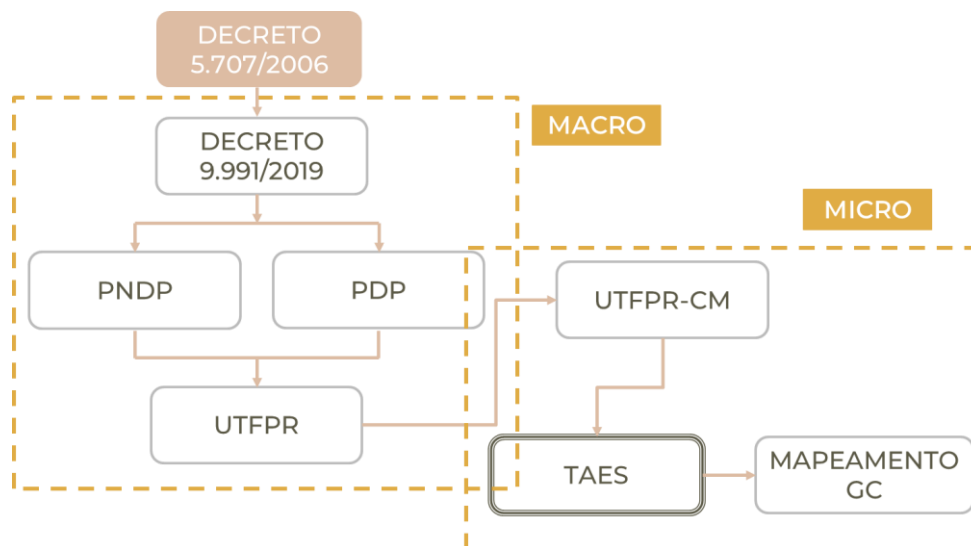 DECRETO
5.707/2006
MACRO
DECRETO
9.991/2019
MICRO
PNDP
PDP
UTFPR-CM
UTFPR
TAES
MAPEAMENTO
GC